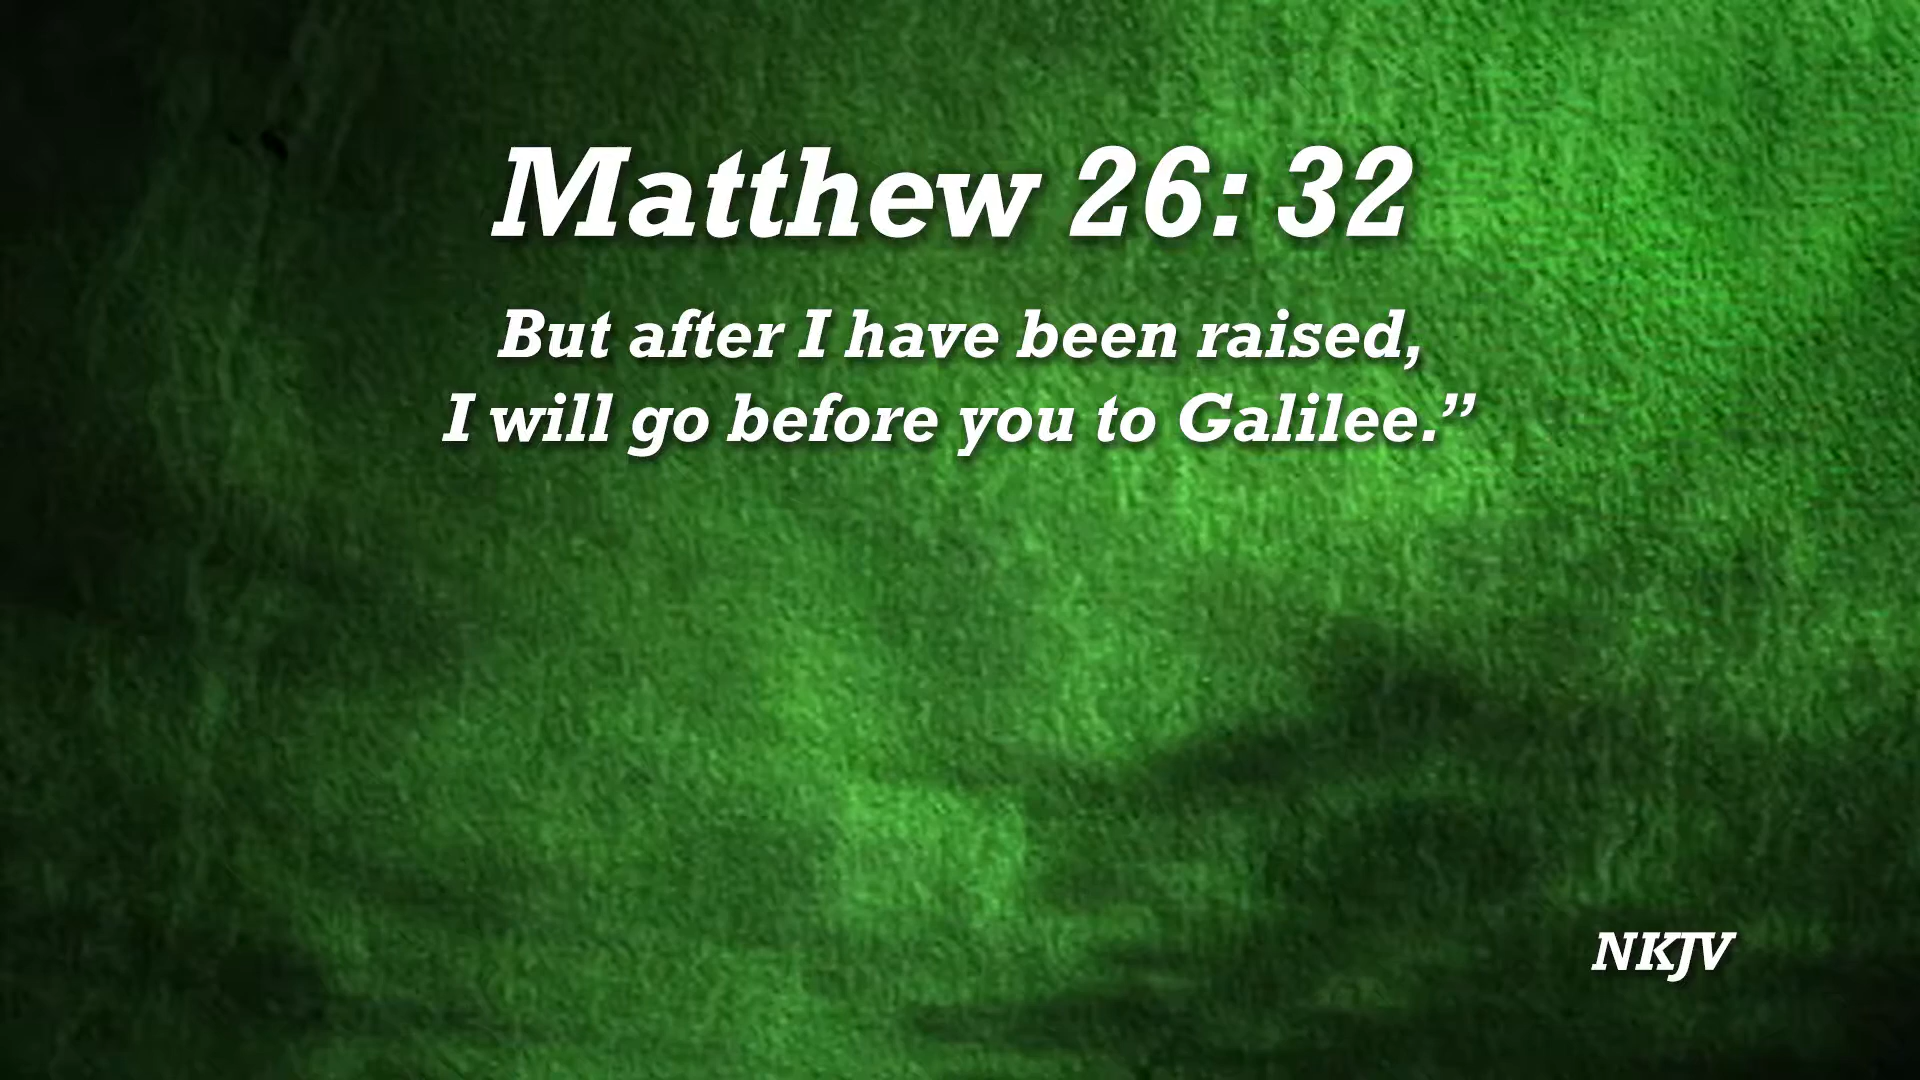 Matthew 26: 32
But after I have been raised,
I will go before you to Galilee.”
NKJV